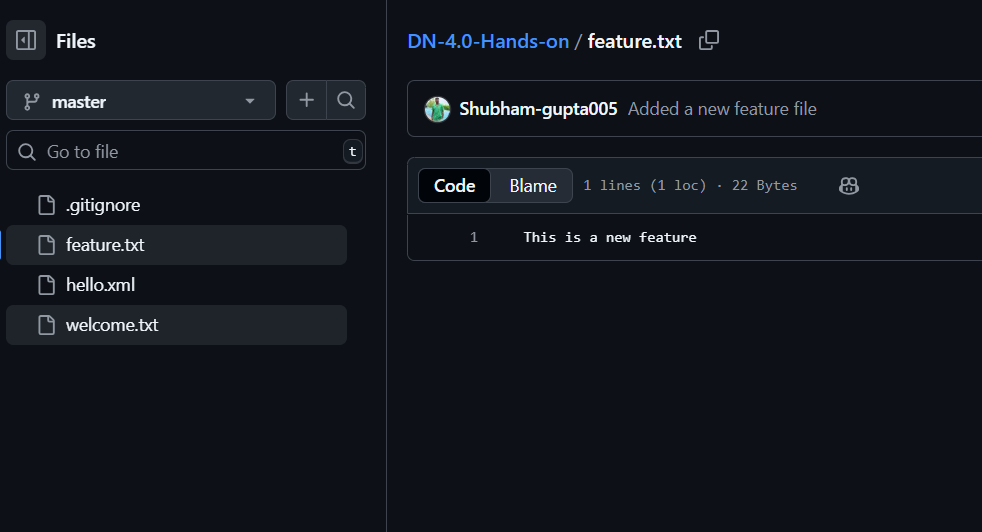 Files
master
Go to file
t
.gitignore
feature.txt
hello.xml
welcome.txt
DN-4.0-Hands-on / feature.txt
Shubham-gupta005 Added a new feature file
Code Blame 1 lines (1 loc) · 22 Bytes
1 This is a new feature